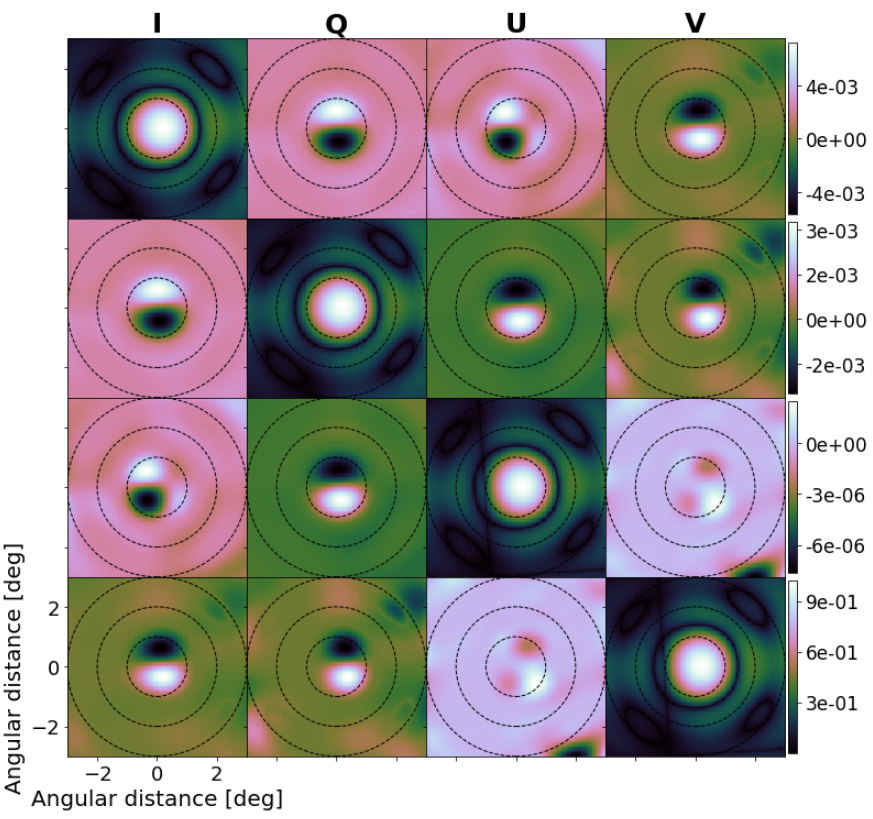 I Q U V
4e-03
0e+00
-4e-03
3e-03
2e-03
0e+00
-2e-03
0e+00
-3e-06
-6e-06
9e-01
6e-01
3e-01
2
0
−2
Angular distance [deg]
−2 0 2
Angular distance [deg]